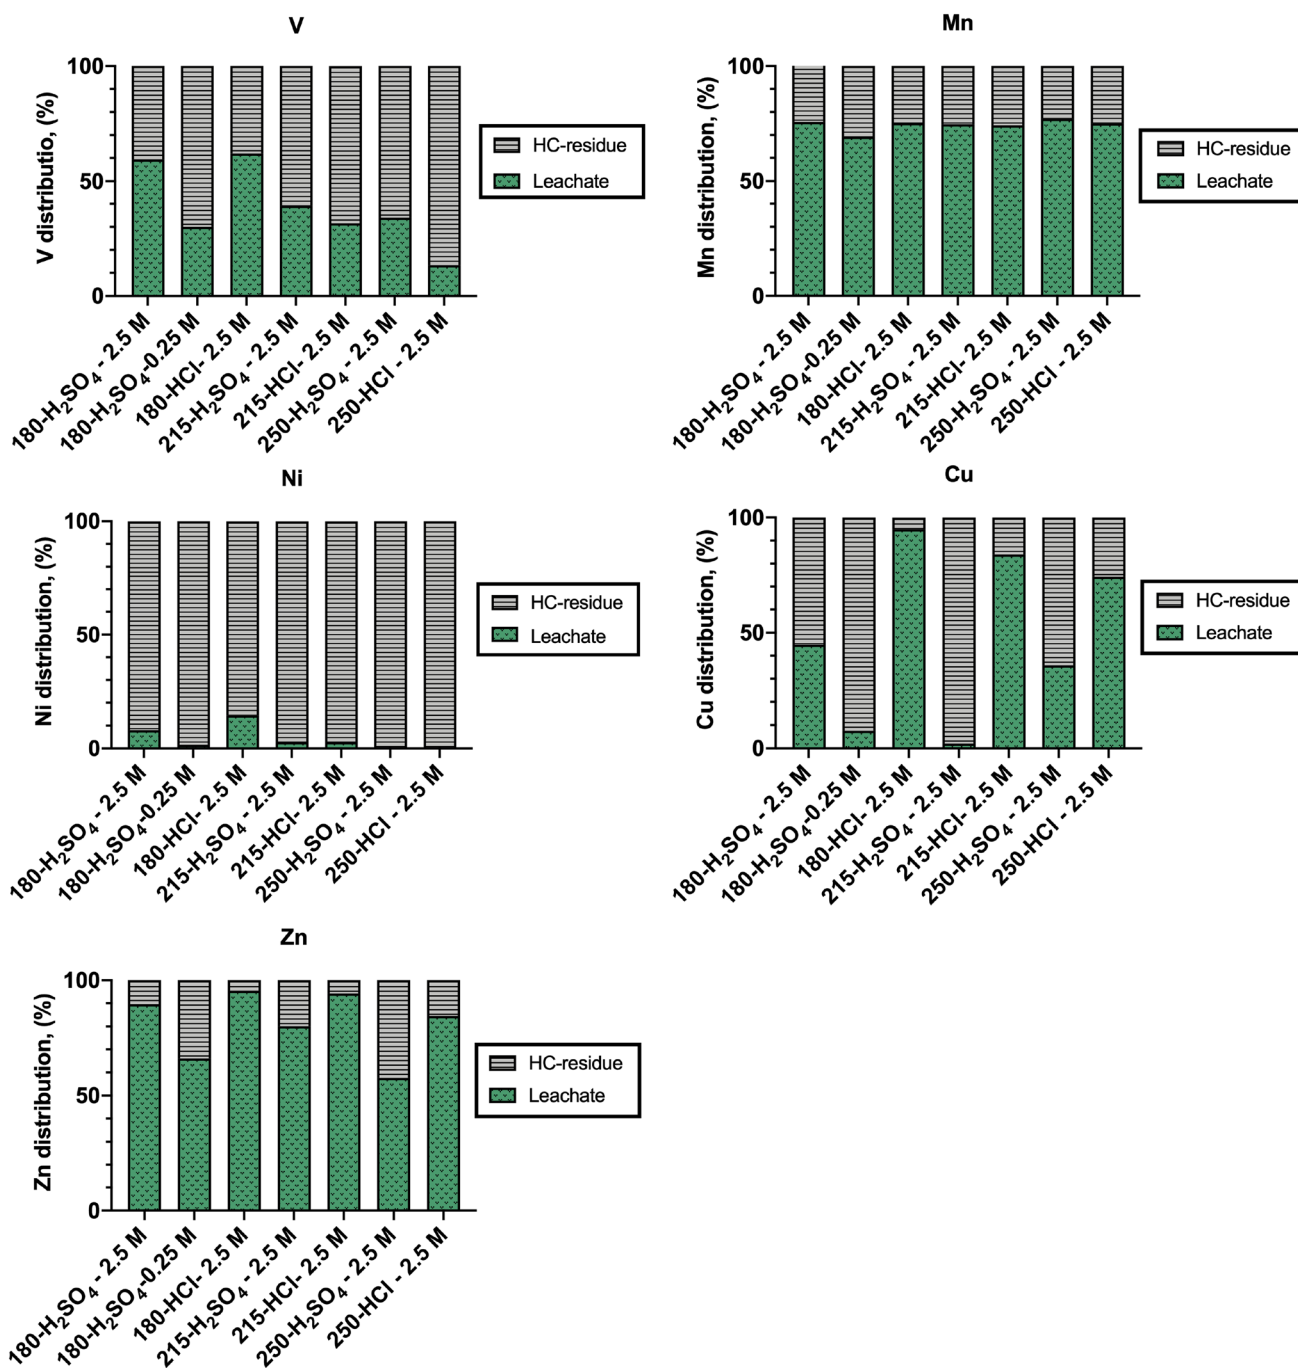 V
V distributio, (%)
100
50
0
180-H₂SO₄ - 2.5 M
180-H₂SO₄-0.25 M
180-HCl- 2.5 M
215-H₂SO₄ - 2.5 M
215-HCl- 2.5 M
250-H₂SO₄ - 2.5 M
250-HCl - 2.5 M
HC-residue
Leachate
Mn
Mn distribution, (%)
100
50
0
180-H₂SO₄ - 2.5 M
180-H₂SO₄-0.25 M
180-HCl- 2.5 M
215-H₂SO₄ - 2.5 M
215-HCl- 2.5 M
250-H₂SO₄ - 2.5 M
250-HCl - 2.5 M
HC-residue
Leachate
Ni
Ni distribution, (%)
100
50
0
180-H₂SO₄ - 2.5 M
180-H₂SO₄-0.25 M
180-HCl- 2.5 M
215-H₂SO₄ - 2.5 M
215-HCl- 2.5 M
250-H₂SO₄ - 2.5 M
250-HCl - 2.5 M
HC-residue
Leachate
Cu
Cu distribution, (%)
100
50
0
180-H₂SO₄ - 2.5 M
180-H₂SO₄-0.25 M
180-HCl- 2.5 M
215-H₂SO₄ - 2.5 M
215-HCl- 2.5 M
250-H₂SO₄ - 2.5 M
250-HCl - 2.5 M
HC-residue
Leachate
Zn
Zn distribution, (%)
100
50
0
180-H₂SO₄ - 2.5 M
180-H₂SO₄-0.25 M
180-HCl- 2.5 M
215-H₂SO₄ - 2.5 M
215-HCl- 2.5 M
250-H₂SO₄ - 2.5 M
250-HCl - 2.5 M
HC-residue
Leachate